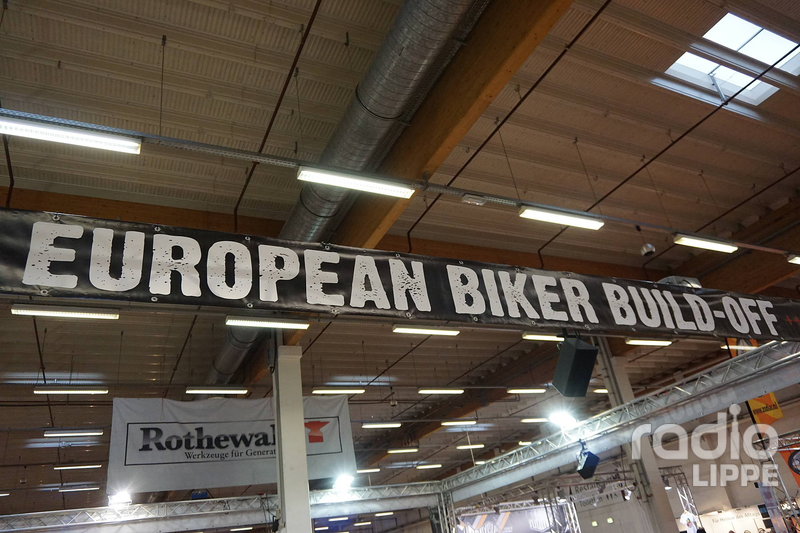 EUROPEAN BIKER BUILD-OFF
Rothewal
Werkzeuge für Generat
radio
LIPPE